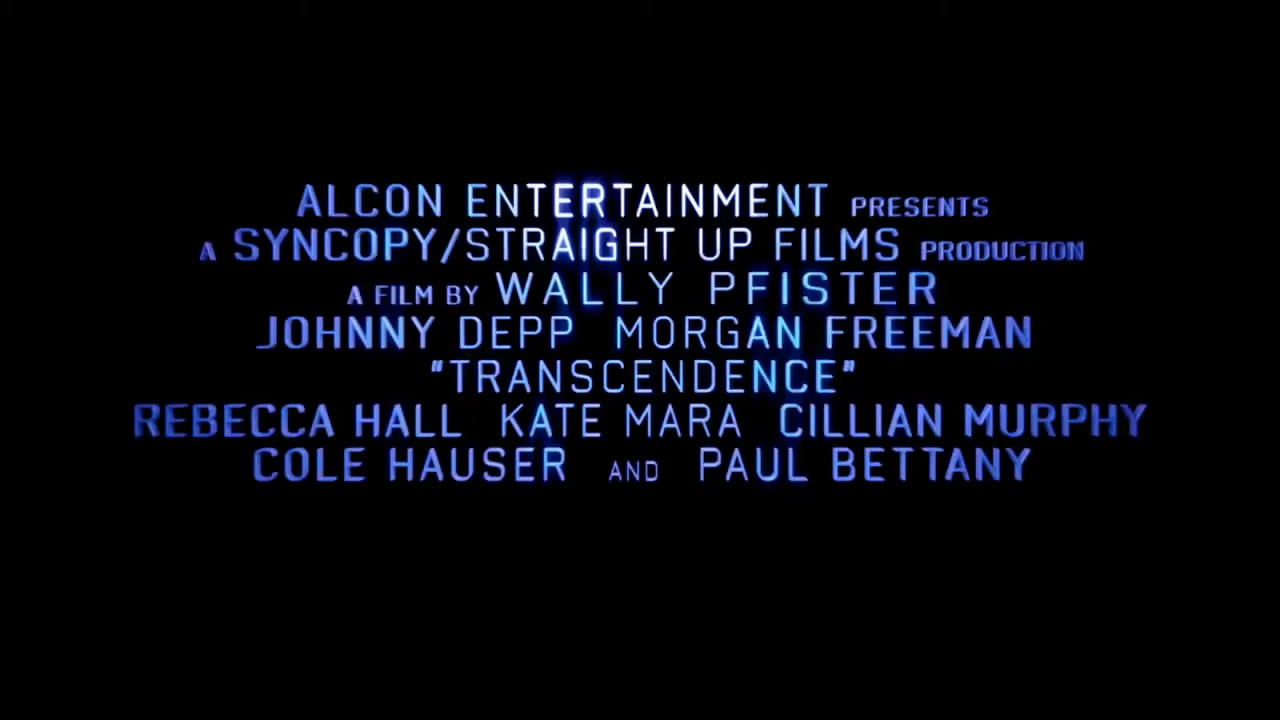 ALCON ENTERTAINMENT PRESENTS
A SYNCOPY/STRAIGHT UP FILMS PRODUCTION
A FILM BY WALLY PFISTER
JOHNNY DEPP MORGAN FREEMAN
"TRANSCENDENCE"
REBECCA HALL KATE MARA CILLIAN MURPHY
COLE HAUSER AND PAUL BETTANY